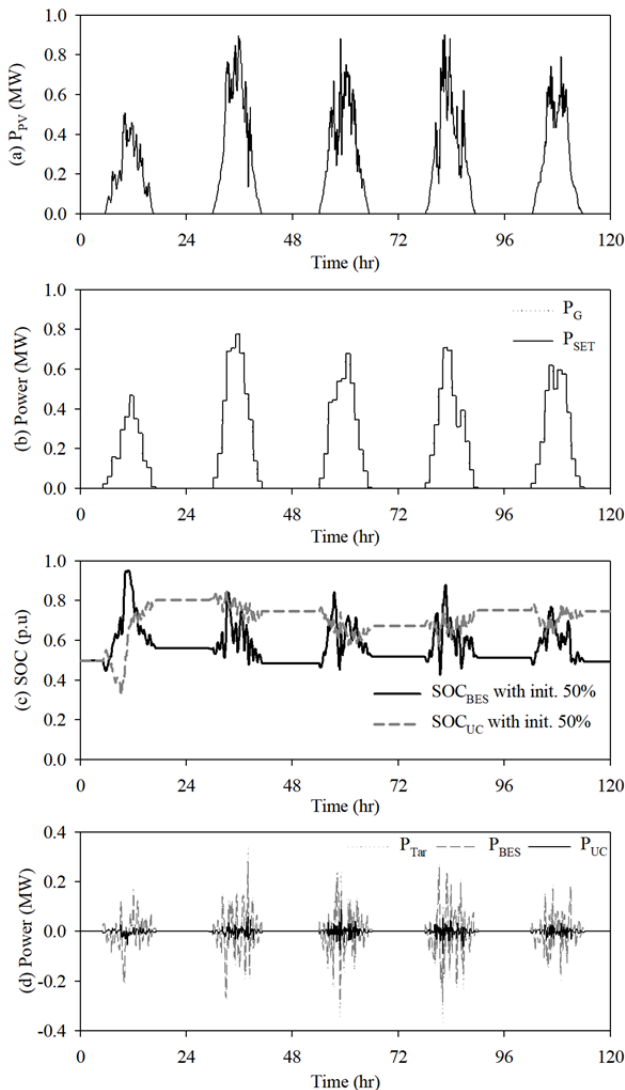 (a) P_PV (MW)
1.0
0.8
0.6
0.4
0.2
0.0
0 24 48 72 96 120
Time (hr)
(b) Power (MW)
1.0
0.8
0.6
0.4
0.2
0.0
P_G
P_SET
0 24 48 72 96 120
Time (hr)
(c) SOC (p.u)
1.0
0.8
0.6
0.4
0.2
0.0
SOC_BES with init. 50%
SOC_UC with init. 50%
0 24 48 72 96 120
Time (hr)
(d) Power (MW)
0.4
0.2
0.0
-0.2
-0.4
P_Tar P_BES P_UC
0 24 48 72 96 120
Time (hr)